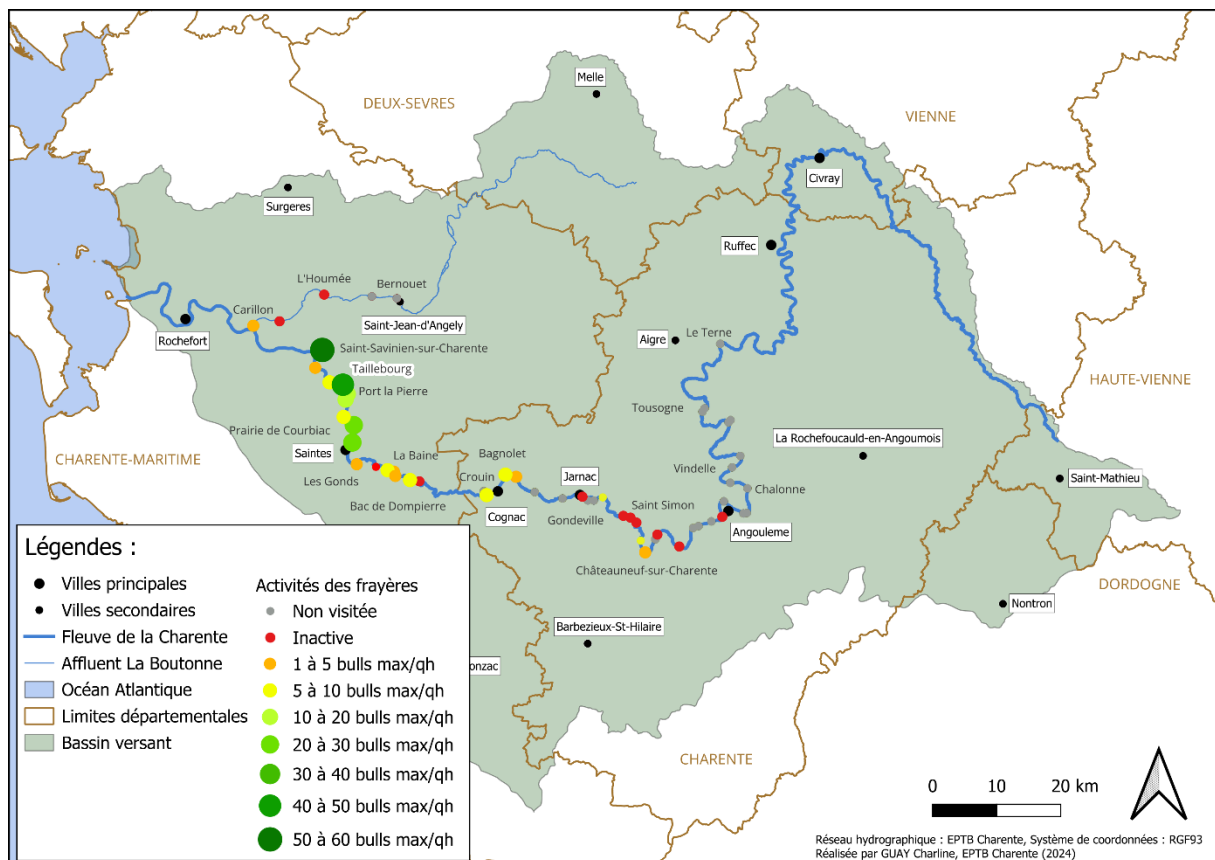 Melle
DEUX-SEVRES
VIENNE
Civray
Surgeres
Ruffec
L'Houmée
Bernouet
Carillon
Saint-Jean-d'Angely
Rochefort
Aigre
Le Terne
Saint-Savinien-sur-Charente
Taillebourg
HAUTE-VIENNE
Port la Pierre
Tousogne
Prairie de Courbiac
La Rochefoucauld-en-Angoumois
Saintes
La Baine
Bagnolet
CHARENTE-MARITIME
Vindelle
Les Gonds
Crouin
Jarnac
Saint-Mathieu
Chalonne
Bac de Dompierre
Saint Simon
Cognac
Gondeville
Angouleme
Châteauneuf-sur-Charente
DORDOGNE
Nontron
Barbezieux-St-Hilaire
onzac
CHARENTE
Légendes :
Villes principales
Villes secondaires
Fleuve de la Charente
Affluent La Boutonne
Océan Atlantique
Limites départementales
Bassin versant
Activités des frayères
Non visitée
Inactive
1 à 5 bulls max/qh
5 à 10 bulls max/qh
10 à 20 bulls max/qh
20 à 30 bulls max/qh
30 à 40 bulls max/qh
40 à 50 bulls max/qh
50 à 60 bulls max/qh
0 10 20 km
Réseau hydrographique : EPTB Charente, Système de coordonnées : RGF93
Réalisée par GUAY Charline, EPTB Charente (2024)